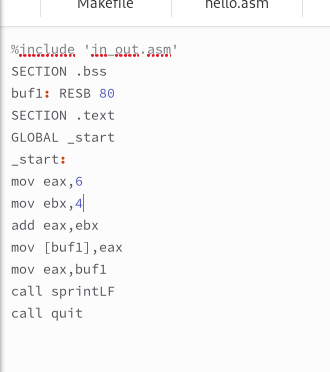 Makefile hello.asm
%include 'in_out.asm'
SECTION .bss
buf1: RESB 80
SECTION .text
GLOBAL _start
_start:
mov eax,6
mov ebx,4
add eax,ebx
mov [buf1],eax
mov eax,buf1
call sprintLF
call quit